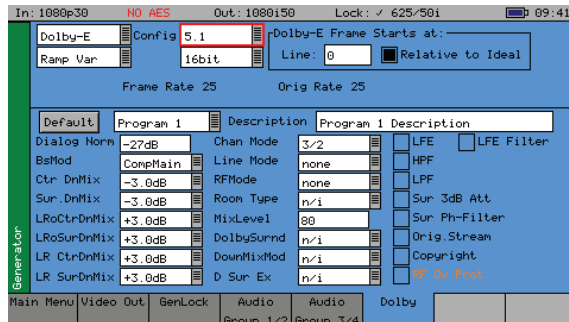 In: 1080p30 NO AES Out: 1080i50 Lock: ✓ 625/50i 09:41
Dolby-E Config 5.1 Dolby-E Frame Starts at:
Ramp Var 16bit Line: 0 Relative to Ideal
Frame Rate 25 Orig Rate 25
Default Program 1 Description Program 1 Description
Dialog Norm -27dB Chan Mode 3/2 LFE LFE Filter
BsMod CompMain Line Mode none HPF
Ctr DnMix -3.0dB RFMode none LPF
Sur.DnMix -3.0dB Room Type n/i Sur 3dB Att
LRoCtrDnMix +3.0dB MixLevel 80 Sur Ph-Filter
LRoSurDnMix +3.0dB DolbySurnd n/i Orig.Stream
LR CtrDnMix +3.0dB DownMixMod n/i Copyright
LR SurDnMix +3.0dB D Sur Ex n/i RF Ov Prot
Generator
Main Menu Video Out GenLock Audio Audio Dolby
Group 1/2 Group 3/4